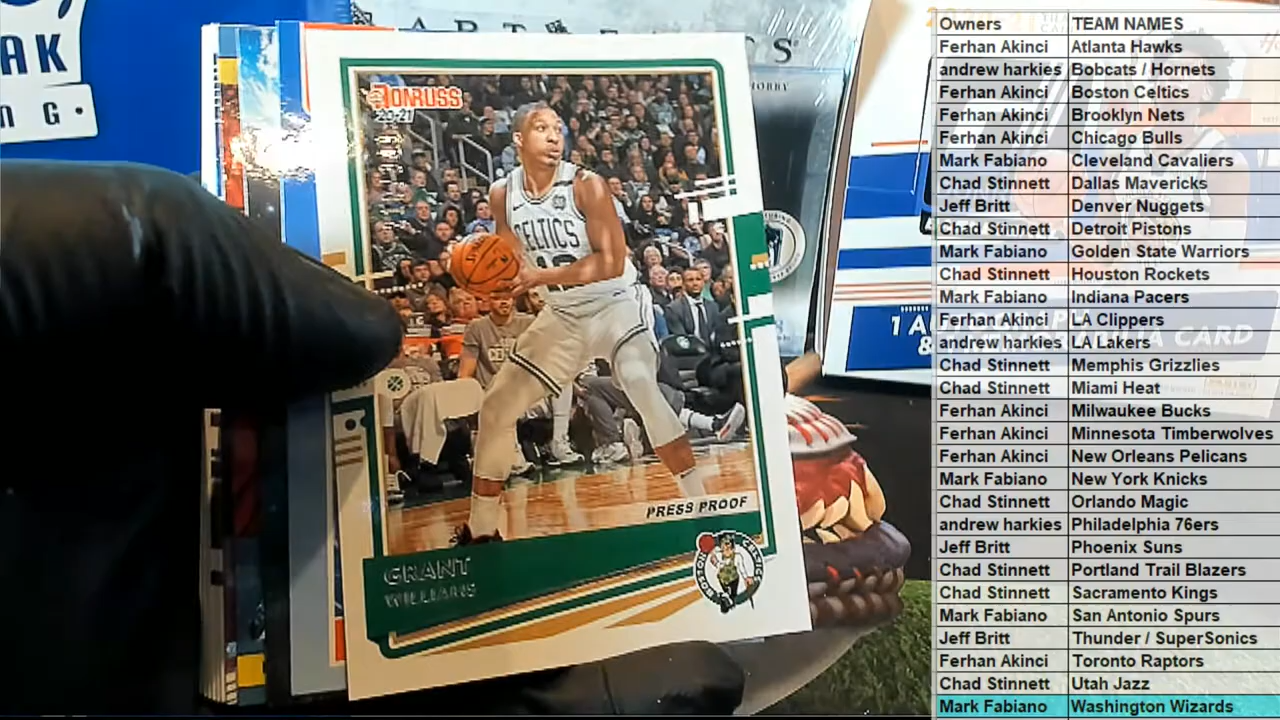 AK
NG.
ART
HOBBY
DONRUSS
20-21
CELTICS
PRESS PROOF
GRANT
WILLIAMS
BOSTON CELTICS
CARD
Owners TEAM NAMES
Ferhan Akinci Atlanta Hawks
andrew harkies Bobcats / Hornets
Ferhan Akinci Boston Celtics
Ferhan Akinci Brooklyn Nets
Ferhan Akinci Chicago Bulls
Mark Fabiano Cleveland Cavaliers
Chad Stinnett Dallas Mavericks
Jeff Britt Denver Nuggets
Chad Stinnett Detroit Pistons
Mark Fabiano Golden State Warriors
Chad Stinnett Houston Rockets
Mark Fabiano Indiana Pacers
Ferhan Akinci LA Clippers
andrew harkies LA Lakers
Chad Stinnett Memphis Grizzlies
Chad Stinnett Miami Heat
Ferhan Akinci Milwaukee Bucks
Ferhan Akinci Minnesota Timberwolves
Ferhan Akinci New Orleans Pelicans
Mark Fabiano New York Knicks
Chad Stinnett Orlando Magic
andrew harkies Philadelphia 76ers
Jeff Britt Phoenix Suns
Chad Stinnett Portland Trail Blazers
Chad Stinnett Sacramento Kings
Mark Fabiano San Antonio Spurs
Jeff Britt Thunder / SuperSonics
Ferhan Akinci Toronto Raptors
Chad Stinnett Utah Jazz
Mark Fabiano Washington Wizards